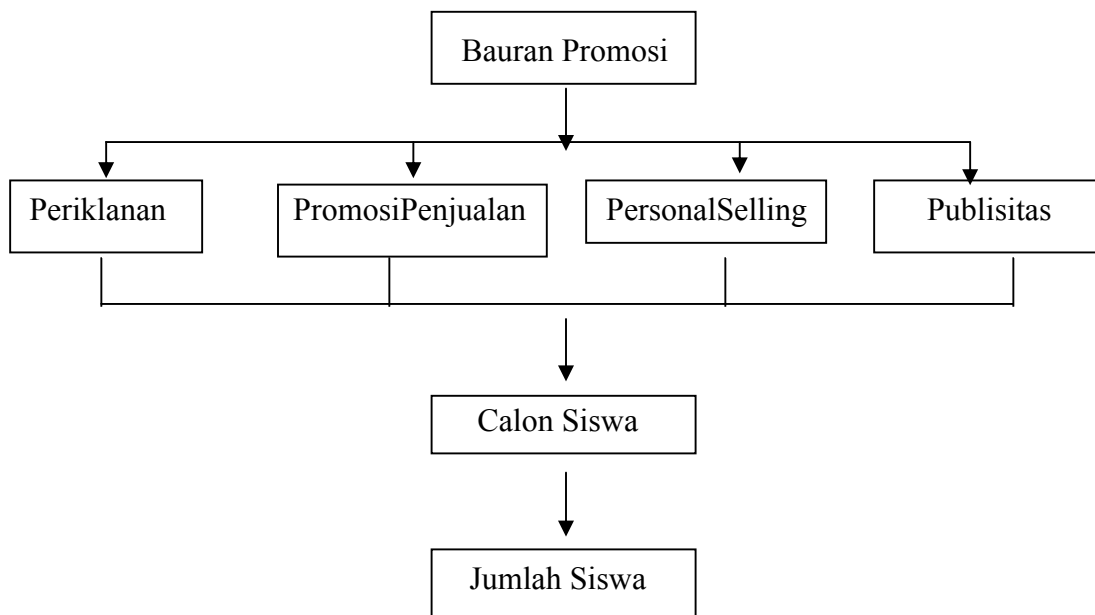 Bauran Promosi
Periklanan
PromosiPenjualan
PersonalSelling
Publisitas
Calon Siswa
Jumlah Siswa